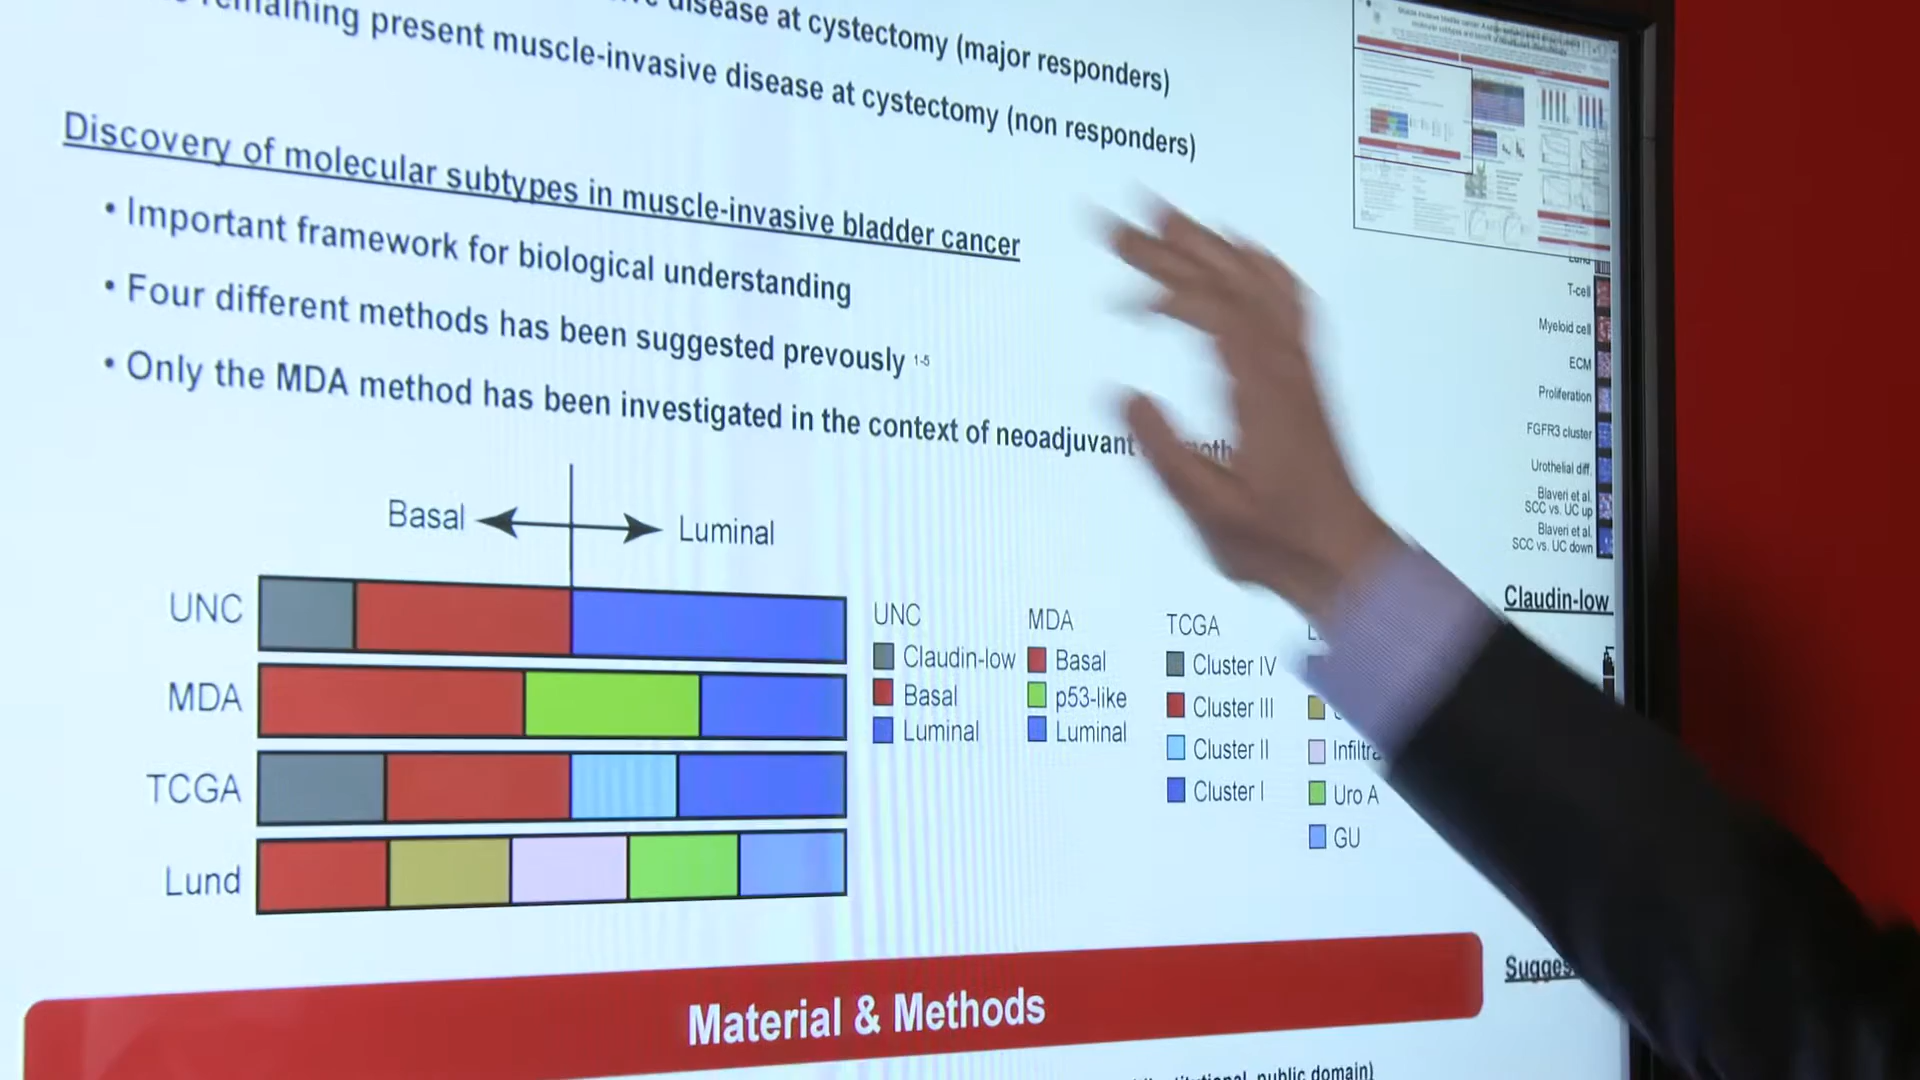 disease at cystectomy (major responders)
remaining present muscle-invasive disease at cystectomy (non responders)
Discovery of molecular subtypes in muscle-invasive bladder cancer
• Important framework for biological understanding
• Four different methods has been suggested prevously 1-5
• Only the MDA method has been investigated in the context of neoadjuvant
Basal
Luminal
UNC
MDA
TCGA
Lund
UNC
Claudin-low
Basal
Luminal
MDA
Basal
p53-like
Luminal
TCGA
Cluster IV
Cluster III
Cluster II
Cluster I
Uro A
GU
T-cell
Myeloid cell
ECM
Proliferation
FGFR3 cluster
Urothelial diff.
Blaveri et al.
SCC vs. UC up
Blaveri et al.
SCC vs. UC down
Claudin-low
Material & Methods
public domain)